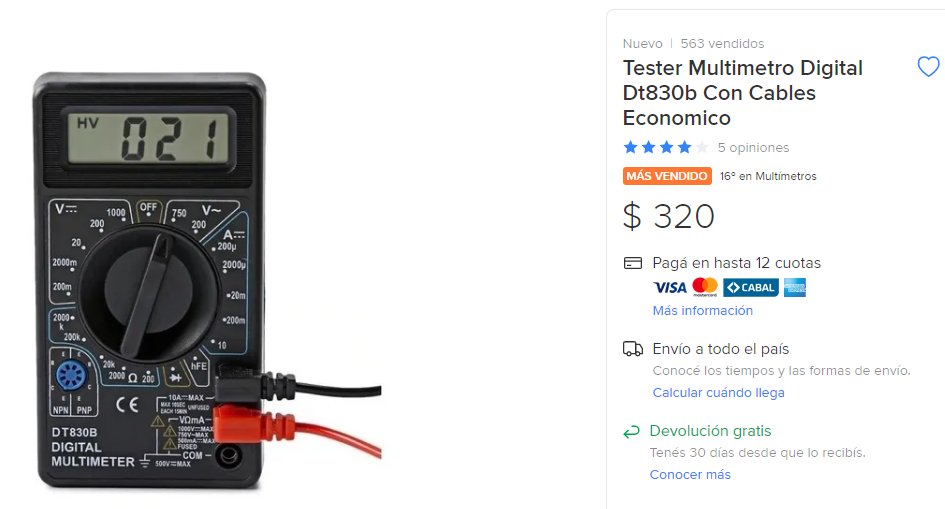 HV 021
OFF
V⎓ 1000 750 V~
200 200
20 A⎓
200µ
2000m 2000µ
200m 20m
2000 200m
k
200k 10
20k hFE
2000 Ω 200
E E
B B
C C
E E
NPN PNP
CE
10A⎓MAX
MAX 10SEC UNFUSED
EACH 15MIN
VΩmA
1000V⎓MAX
750V~MAX
500mA⎓MAX
FUSED
COM
500V⎓MAX
DT830B
DIGITAL
MULTIMETER
Nuevo | 563 vendidos
Tester Multimetro Digital
Dt830b Con Cables
Economico
5 opiniones
MÁS VENDIDO 16° en Multímetros
$ 320
Pagá en hasta 12 cuotas
VISA mastercard CABAL
Más información
Envío a todo el país
Conocé los tiempos y las formas de envío.
Calcular cuándo llega
Devolución gratis
Tenés 30 días desde que lo recibís.
Conocer más